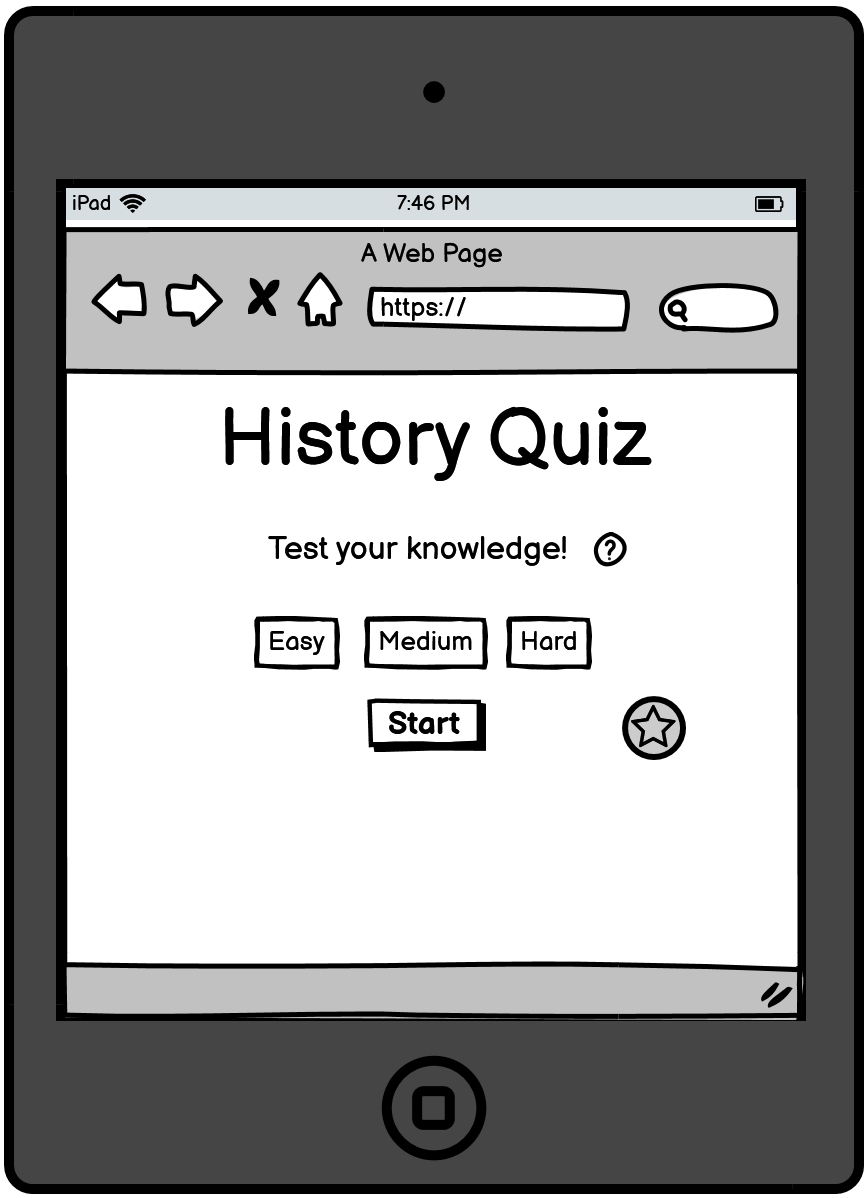 iPad 7:46 PM
A Web Page
https://
History Quiz
Test your knowledge! ?
Easy Medium Hard
Start